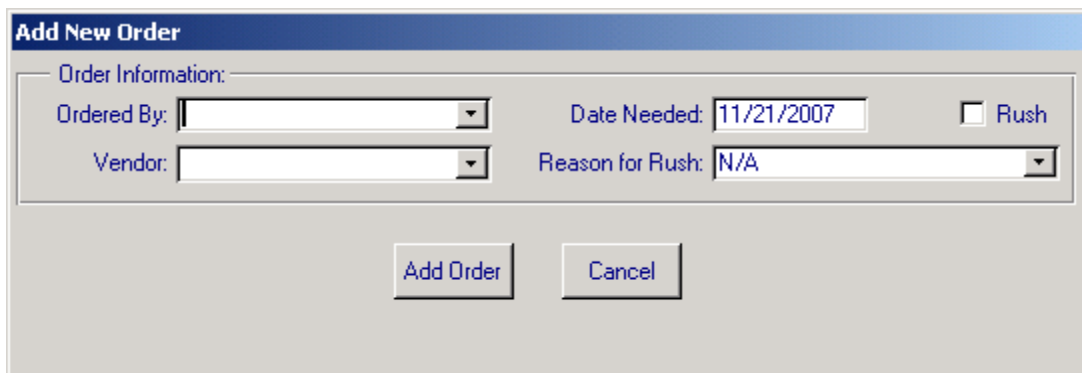 Add New Order
Order Information:
Ordered By: Date Needed: 11/21/2007 Rush
Vendor: Reason for Rush: N/A
Add Order Cancel